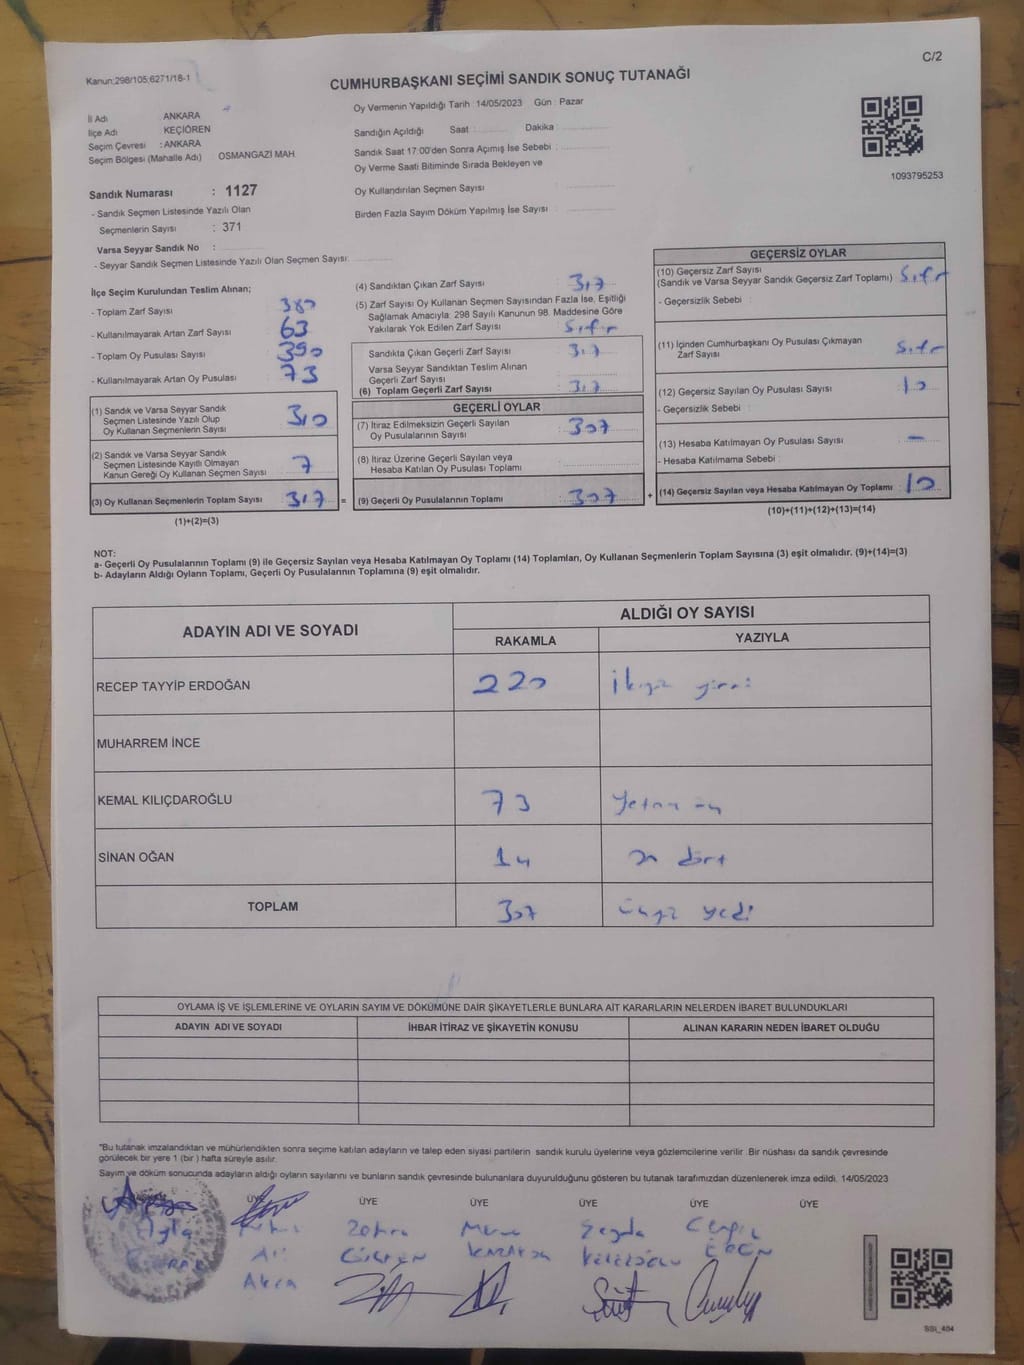 C/2
Kanun:298/105;6271/18-1
CUMHURBAŞKANI SEÇİMİ SANDIK SONUÇ TUTANAĞI
İl Adı ANKARA
İlçe Adı KEÇİÖREN
Seçim Çevresi : ANKARA
Seçim Bölgesi (Mahalle Adı) OSMANGAZI MAH.
Sandık Numarası : 1127
- Sandık Seçmen Listesinde Yazılı Olan
Seçmenlerin Sayısı : 371
Varsa Seyyar Sandık No :
- Seyyar Sandık Seçmen Listesinde Yazılı Olan Seçmen Sayısı:
Oy Vermenin Yapıldığı Tarih : 14/05/2023 Gün : Pazar
Sandığın Açıldığı Saat Dakika
Sandık Saat 17:00'den Sonra Açımış İse Sebebi :
Oy Verme Saati Bitiminde Sırada Bekleyen ve
Oy Kullandırılan Seçmen Sayısı
Birden Fazla Sayım Döküm Yapılmış İse Sayısı
1093795253
İlçe Seçim Kurulundan Teslim Alınan;
- Toplam Zarf Sayısı 380
- Kullanılmayarak Artan Zarf Sayısı 63
- Toplam Oy Pusulası Sayısı 390
- Kullanılmayarak Artan Oy Pusulası 73
(1) Sandık ve Varsa Seyyar Sandık
Seçmen Listesinde Yazılı Olup
Oy Kullanan Seçmenlerin Sayısı 310
(2) Sandık ve Varsa Seyyar Sandık
Seçmen Listesinde Kayıtlı Olmayan
Kanun Gereği Oy Kullanan Seçmen Sayısı 7
(3) Oy Kullanan Seçmenlerin Toplam Sayısı 317 =
(1)+(2)=(3)
(4) Sandıktan Çıkan Zarf Sayısı 317
(5) Zarf Sayısı Oy Kullanan Seçmen Sayısından Fazla İse, Eşitliği
Sağlamak Amacıyla; 298 Sayılı Kanunun 98. Maddesine Göre
Yakılarak Yok Edilen Zarf Sayısı Sıfır
Sandıkta Çıkan Geçerli Zarf Sayısı 317
Varsa Seyyar Sandıktan Teslim Alınan
Geçerli Zarf Sayısı
(6) Toplam Geçerli Zarf Sayısı 317
GEÇERLİ OYLAR
(7) İtiraz Edilmeksizin Geçerli Sayılan
Oy Pusulalarının Sayısı 307
(8) İtiraz Üzerine Geçerli Sayılan veya
Hesaba Katılan Oy Pusulası Toplamı
(9) Geçerli Oy Pusulalarının Toplamı : 307 +
GEÇERSİZ OYLAR
(10) Geçersiz Zarf Sayısı
(Sandık ve Varsa Seyyar Sandık Geçersiz Zarf Toplamı) Sıfır
- Geçersizlik Sebebi :
(11) İçinden Cumhurbaşkanı Oy Pusulası Çıkmayan
Zarf Sayısı Sıfır
(12) Geçersiz Sayılan Oy Pusulası Sayısı 10
- Geçersizlik Sebebi
(13) Hesaba Katılmayan Oy Pusulası Sayısı : -
- Hesaba Katılmama Sebebi :
(14) Geçersiz Sayılan veya Hesaba Katılmayan Oy Toplamı : 10
(10)+(11)+(12)+(13)=(14)
NOT:
a- Geçerli Oy Pusulalarının Toplamı (9) ile Geçersiz Sayılan veya Hesaba Katılmayan Oy Toplamı (14) Toplamları, Oy Kullanan Seçmenlerin Toplam Sayısına (3) eşit olmalıdır. (9)+(14)=(3)
b- Adayların Aldığı Oyların Toplamı, Geçerli Oy Pusulalarının Toplamına (9) eşit olmalıdır.
ADAYIN ADI VE SOYADI ALDIĞI OY SAYISI
RAKAMLA YAZIYLA
RECEP TAYYİP ERDOĞAN 220 ikiyüz yirmi
MUHARREM İNCE
KEMAL KILIÇDAROĞLU 73 yetmiş üç
SİNAN OĞAN 14 on dört
TOPLAM 307 üçyüz yedi
OYLAMA İŞ VE İŞLEMLERİNE VE OYLARIN SAYIM VE DÖKÜMÜNE DAİR ŞİKAYETLERLE BUNLARA AİT KARARLARIN NELERDEN İBARET BULUNDUKLARI
ADAYIN ADI VE SOYADI İHBAR İTİRAZ VE ŞİKAYETİN KONUSU ALINAN KARARIN NEDEN İBARET OLDUĞU
"Bu tutanak imzalandıktan ve mühürlendikten sonra seçime katılan adayların ve talep eden siyasi partilerin sandık kurulu üyelerine veya gözlemcilerine verilir. Bir nüshası da sandık çevresinde
görülecek bir yere 1 (bir ) hafta süreyle asılır.
Sayım ve döküm sonucunda adayların aldığı oyların sayılarını ve bunların sandık çevresinde bulunanlara duyurulduğunu gösteren bu tutanak tarafımızdan düzenlenerek imza edildi. 14/05/2023
ÜYE ÜYE ÜYE ÜYE ÜYE ÜYE
Ayla Zehra Şeyda Cengiz
Ali EREN
SSt_404